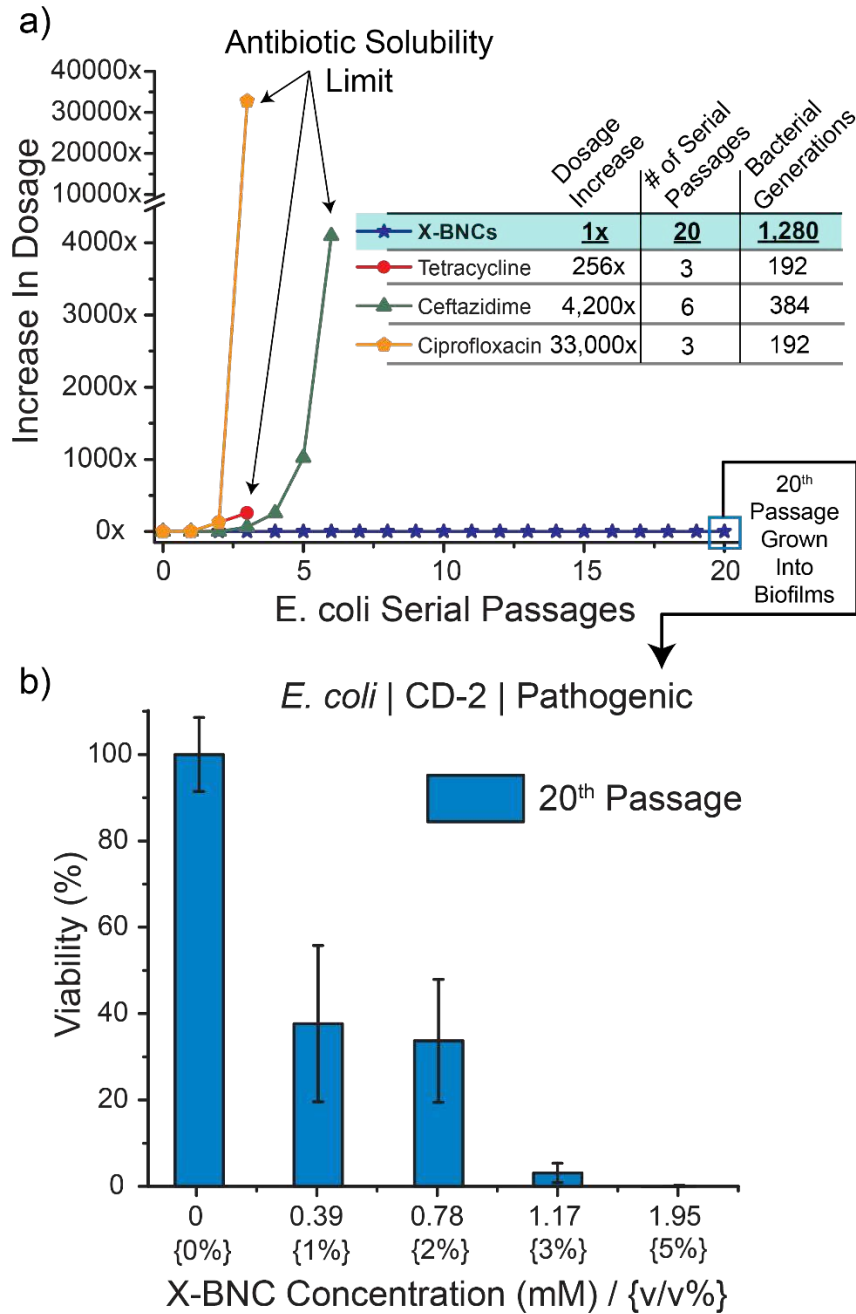 a)
Antibiotic Solubility
Limit
40000x
30000x
20000x
10000x
4000x
3000x
2000x
1000x
0x
Increase In Dosage
Dosage Increase # of Serial Passages Bacterial Generations
X-BNCs 1x 20 1,280
Tetracycline 256x 3 192
Ceftazidime 4,200x 6 384
Ciprofloxacin 33,000x 3 192
0 5 10 15 20
E. coli Serial Passages
20th
Passage
Grown
Into
Biofilms
b)
E. coli | CD-2 | Pathogenic
20th Passage
100
80
60
40
20
0
Viability (%)
0 0.39 0.78 1.17 1.95
{0%} {1%} {2%} {3%} {5%}
X-BNC Concentration (mM) / {v/v%}